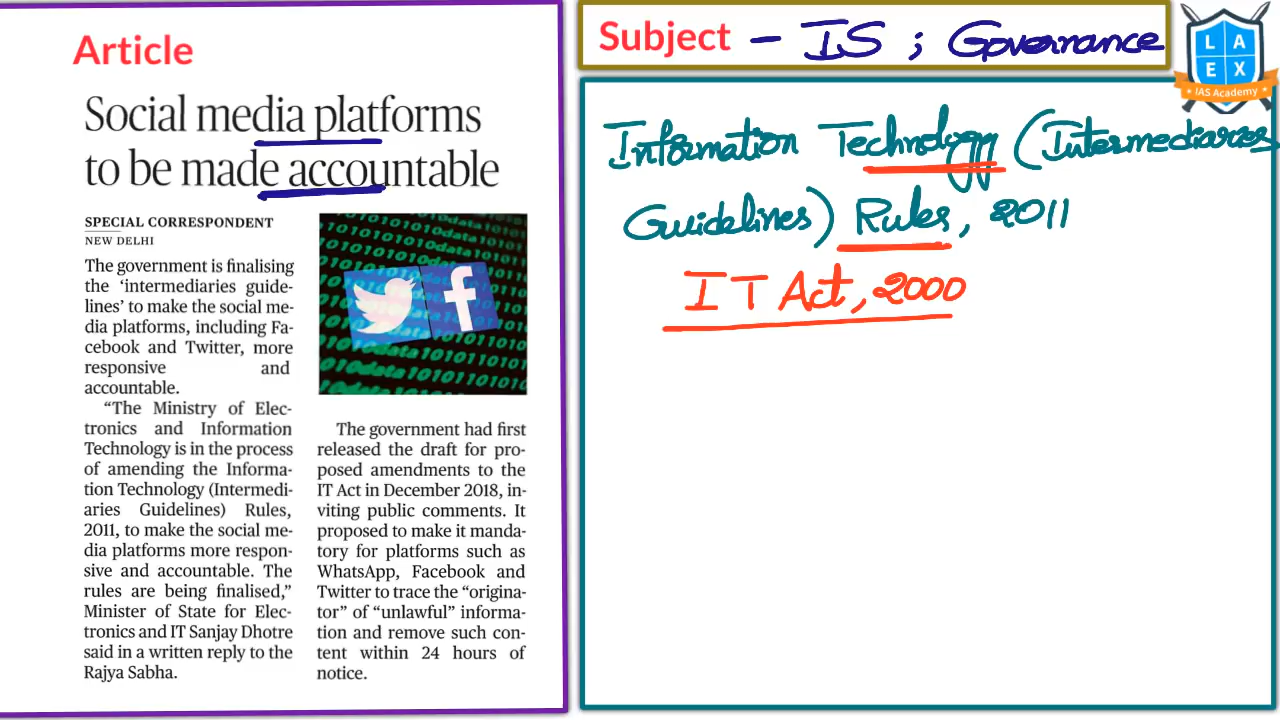 Article
Social media platforms
to be made accountable
SPECIAL CORRESPONDENT
NEW DELHI
The government is finalising
the ‘intermediaries guide-
lines’ to make the social me-
dia platforms, including Fa-
cebook and Twitter, more
responsive and
accountable.
“The Ministry of Elec-
tronics and Information
Technology is in the process
of amending the Informa-
tion Technology (Intermedi-
aries Guidelines) Rules,
2011, to make the social me-
dia platforms more respon-
sive and accountable. The
rules are being finalised,”
Minister of State for Elec-
tronics and IT Sanjay Dhotre
said in a written reply to the
Rajya Sabha.
The government had first
released the draft for pro-
posed amendments to the
IT Act in December 2018, in-
viting public comments. It
proposed to make it manda-
tory for platforms such as
WhatsApp, Facebook and
Twitter to trace the “origina-
tor” of “unlawful” informa-
tion and remove such con-
tent within 24 hours of
notice.
Subject – IS ; Governance
L A
E X
IAS Academy
Information Technology (Intermediaries
Guidelines) Rules, 2011
IT Act, 2000